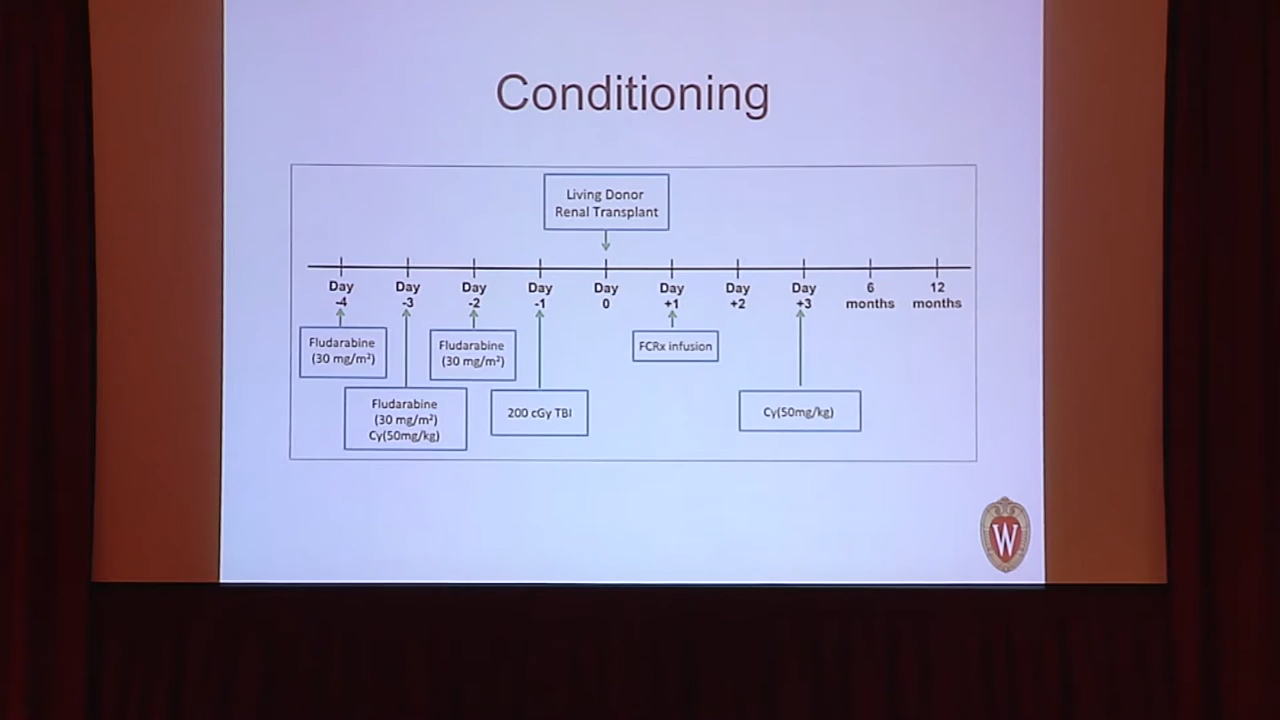 Conditioning
Living Donor
Renal Transplant
Day
-4
Day
-3
Day
-2
Day
-1
Day
0
Day
+1
Day
+2
Day
+3
6
months
12
months
Fludarabine
(30 mg/m²)
Fludarabine
(30 mg/m²)
FCRx infusion
Fludarabine
(30 mg/m²)
Cy(50mg/kg)
200 cGy TBI
Cy(50mg/kg)
W